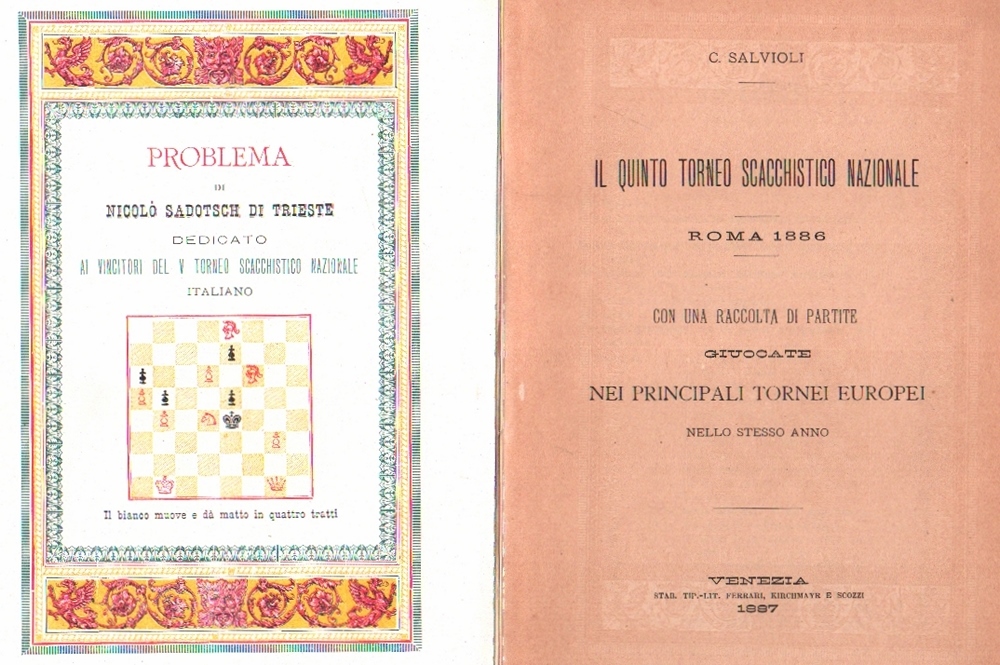 PROBLEMA
DI
NICOLÒ SADOTSCH DI TRIESTE
DEDICATO
AI VINCITORI DEL V TORNEO SCACCHISTICO NAZIONALE
ITALIANO
Il bianco muove e dà matto in quattro tratti
C. SALVIOLI
IL QUINTO TORNEO SCACCHISTICO NAZIONALE
ROMA 1886
CON UNA RACCOLTA DI PARTITE
GIUOCATE
NEI PRINCIPALI TORNEI EUROPEI
NELLO STESSO ANNO
VENEZIA
STAB. TIP.-LIT. FERRARI, KIRCHMAYR E SCOZZI
1887